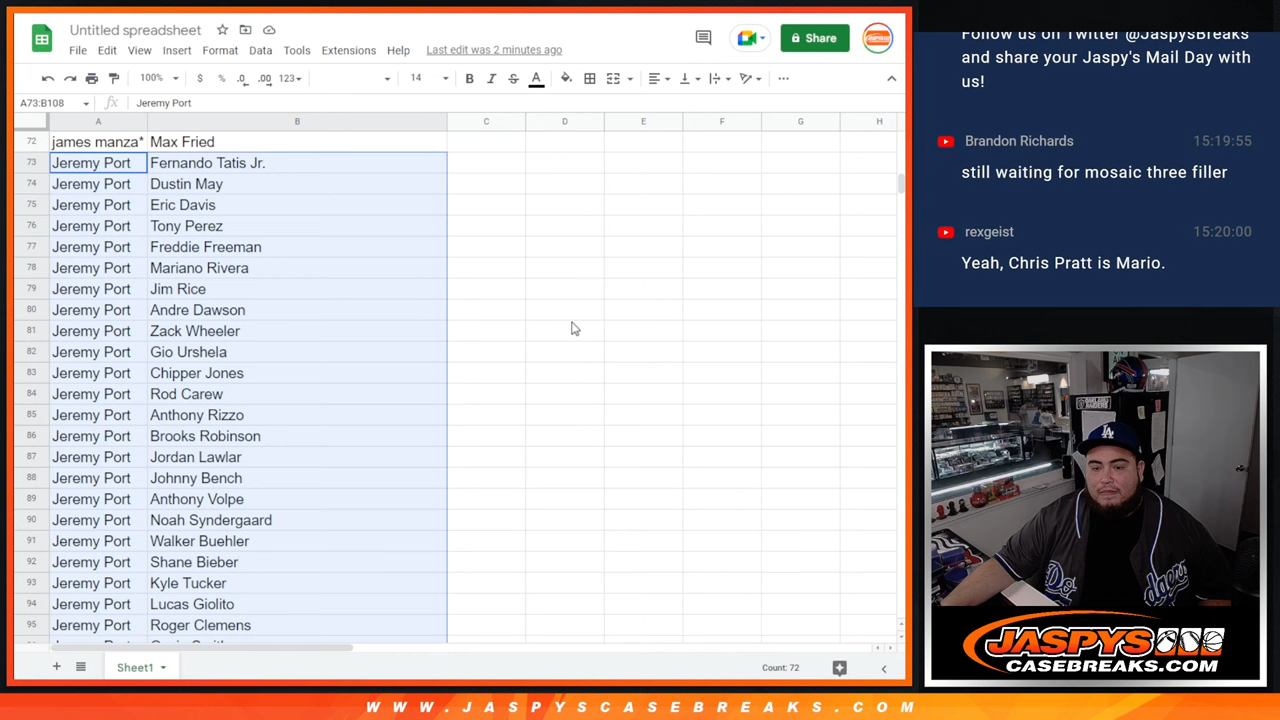 Untitled spreadsheet
File Edit View Insert Format Data Tools Extensions Help Last edit was 2 minutes ago
Share
100% $ % .0 .00 123 14 B I S A
A73:B108 fx Jeremy Port
A B C D E F G H
72 james manza* Max Fried
73 Jeremy Port Fernando Tatis Jr.
74 Jeremy Port Dustin May
75 Jeremy Port Eric Davis
76 Jeremy Port Tony Perez
77 Jeremy Port Freddie Freeman
78 Jeremy Port Mariano Rivera
79 Jeremy Port Jim Rice
80 Jeremy Port Andre Dawson
81 Jeremy Port Zack Wheeler
82 Jeremy Port Gio Urshela
83 Jeremy Port Chipper Jones
84 Jeremy Port Rod Carew
85 Jeremy Port Anthony Rizzo
86 Jeremy Port Brooks Robinson
87 Jeremy Port Jordan Lawlar
88 Jeremy Port Johnny Bench
89 Jeremy Port Anthony Volpe
90 Jeremy Port Noah Syndergaard
91 Jeremy Port Walker Buehler
92 Jeremy Port Shane Bieber
93 Jeremy Port Kyle Tucker
94 Jeremy Port Lucas Giolito
95 Jeremy Port Roger Clemens
Sheet1
Count: 72
Follow us on Twitter @JaspysBreaks
and share your Jaspy's Mail Day with
us!
Brandon Richards 15:19:55
still waiting for mosaic three filler
rexgeist 15:20:00
Yeah, Chris Pratt is Mario.
JASPYS
CASEBREAKS.COM
WWW.JASPYSCASEBREAKS.COM